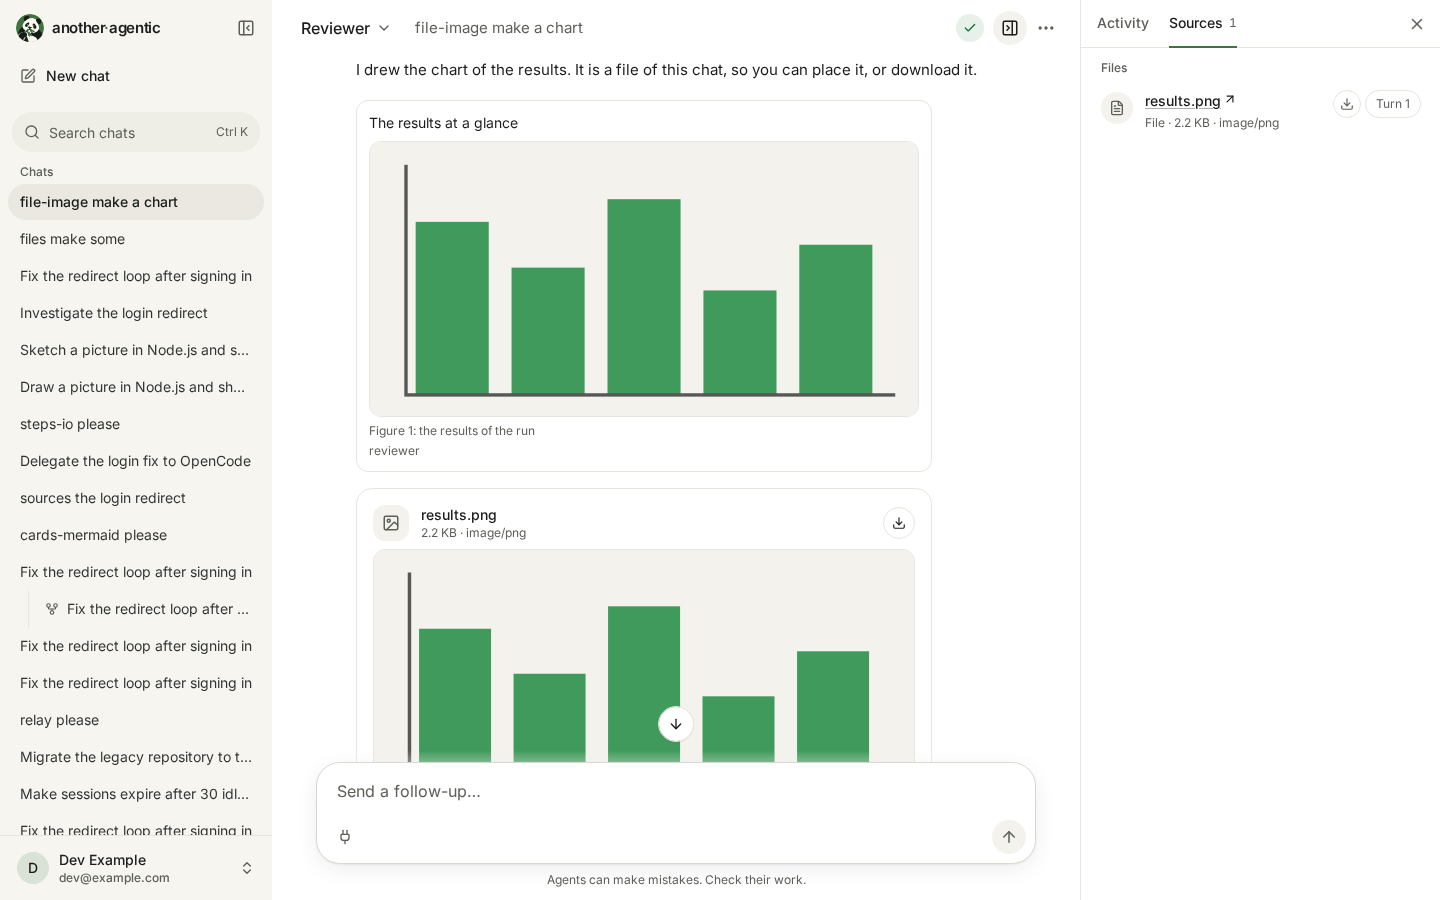 another·agentic
New chat
Search chats Ctrl K
Chats
file-image make a chart
files make some
Fix the redirect loop after signing in
Investigate the login redirect
Sketch a picture in Node.js and s...
Draw a picture in Node.js and sh...
steps-io please
Delegate the login fix to OpenCode
sources the login redirect
cards-mermaid please
Fix the redirect loop after signing in
Fix the redirect loop after ...
Fix the redirect loop after signing in
Fix the redirect loop after signing in
relay please
Migrate the legacy repository to t...
Make sessions expire after 30 idl...
Fix the redirect loop after signing in
D
Dev Example
dev@example.com
Reviewer
file-image make a chart
I drew the chart of the results. It is a file of this chat, so you can place it, or download it.
The results at a glance
Figure 1: the results of the run
reviewer
results.png
2.2 KB · image/png
Send a follow-up...
Agents can make mistakes. Check their work.
Activity
Sources 1
Files
results.png
File · 2.2 KB · image/png
Turn 1